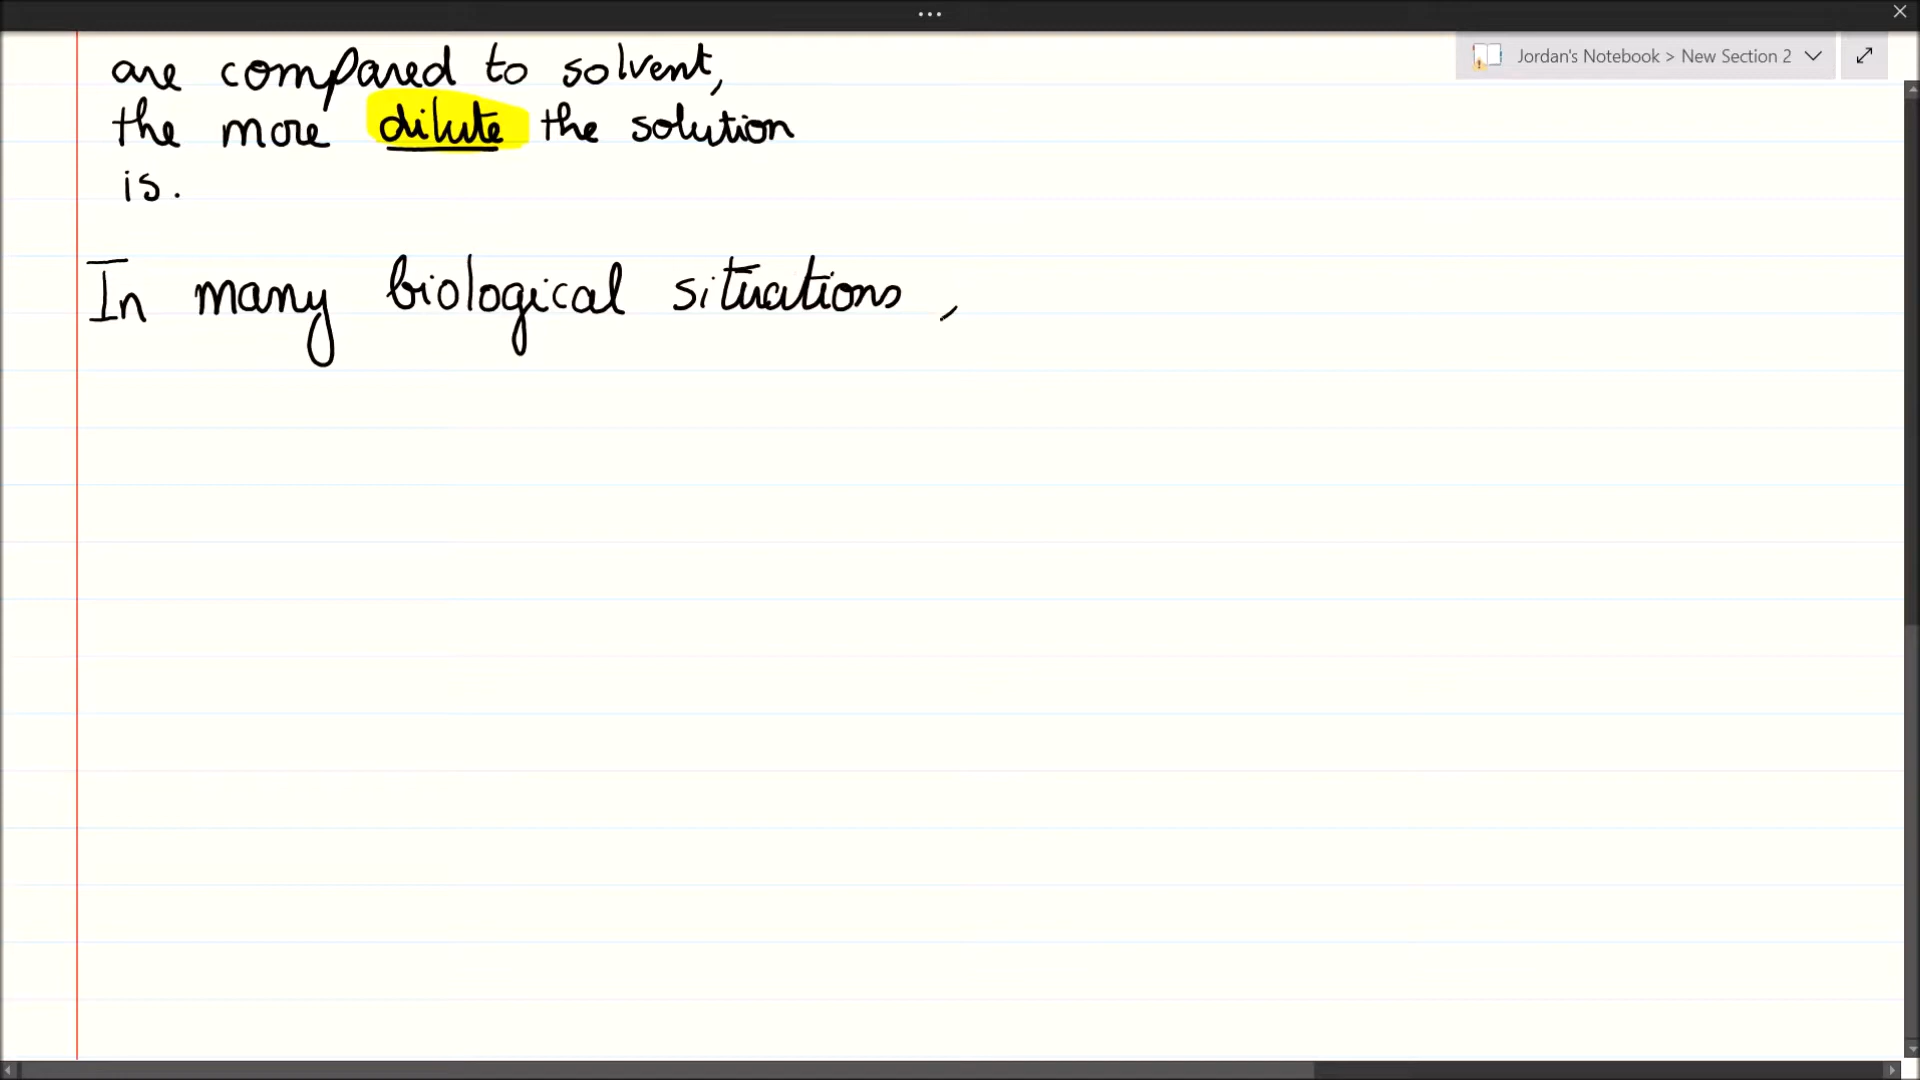 ...
Jordan's Notebook > New Section 2
are compared to solvent,
the more dilute the solution
is.
In many biological situations,